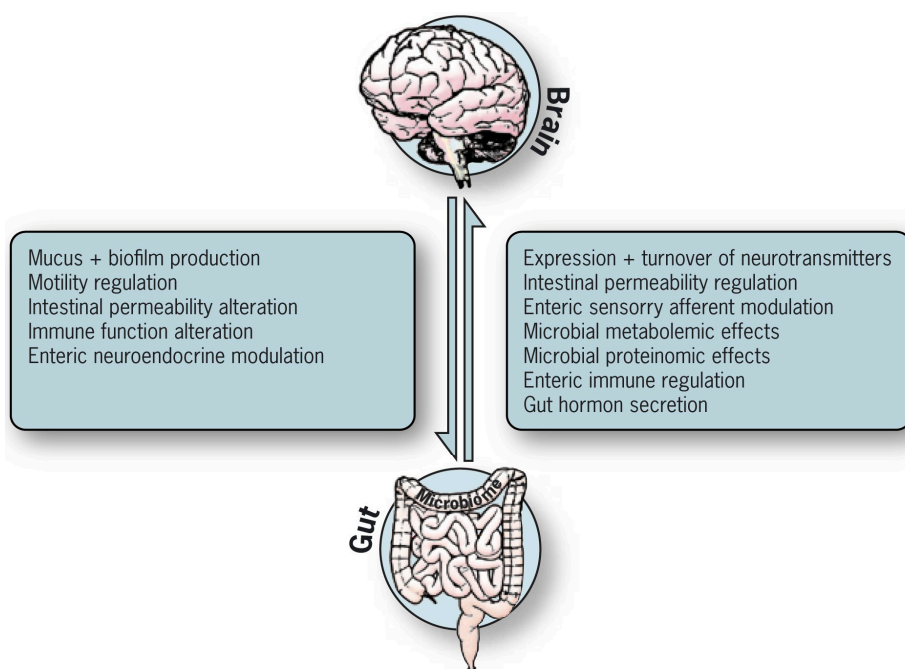 Brain
Mucus + biofilm production
Motility regulation
Intestinal permeability alteration
Immune function alteration
Enteric neuroendocrine modulation
Expression + turnover of neurotransmitters
Intestinal permeability regulation
Enteric sensorry afferent modulation
Microbial metabolemic effects
Microbial proteinomic effects
Enteric immune regulation
Gut hormon secretion
Microbiome
Gut